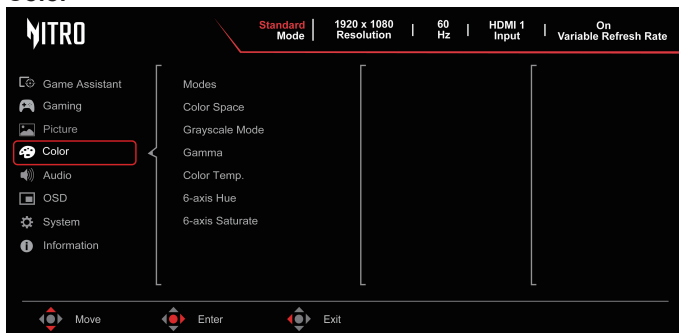 Color
NITRO
Standard Mode | 1920 x 1080 Resolution | 60 Hz | HDMI 1 Input | On Variable Refresh Rate
Game Assistant
Gaming
Picture
Color
Audio
OSD
System
Information
Modes
Color Space
Grayscale Mode
Gamma
Color Temp.
6-axis Hue
6-axis Saturate
Move
Enter
Exit